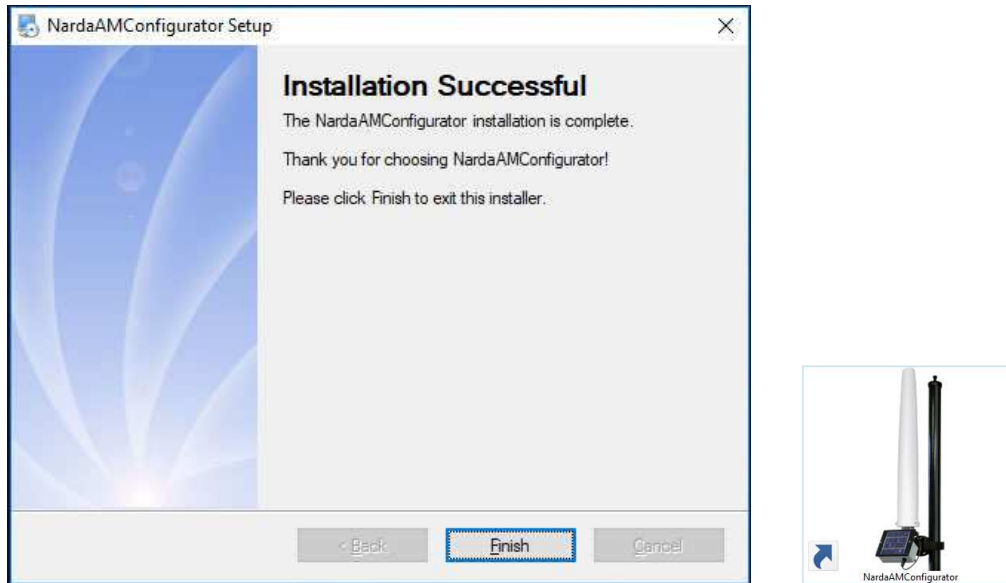 NardaAMConfigurator Setup
Installation Successful
The NardaAMConfigurator installation is complete.
Thank you for choosing NardaAMConfigurator!
Please click Finish to exit this installer.
< Back
Finish
Cancel
NardaAMConfigurator